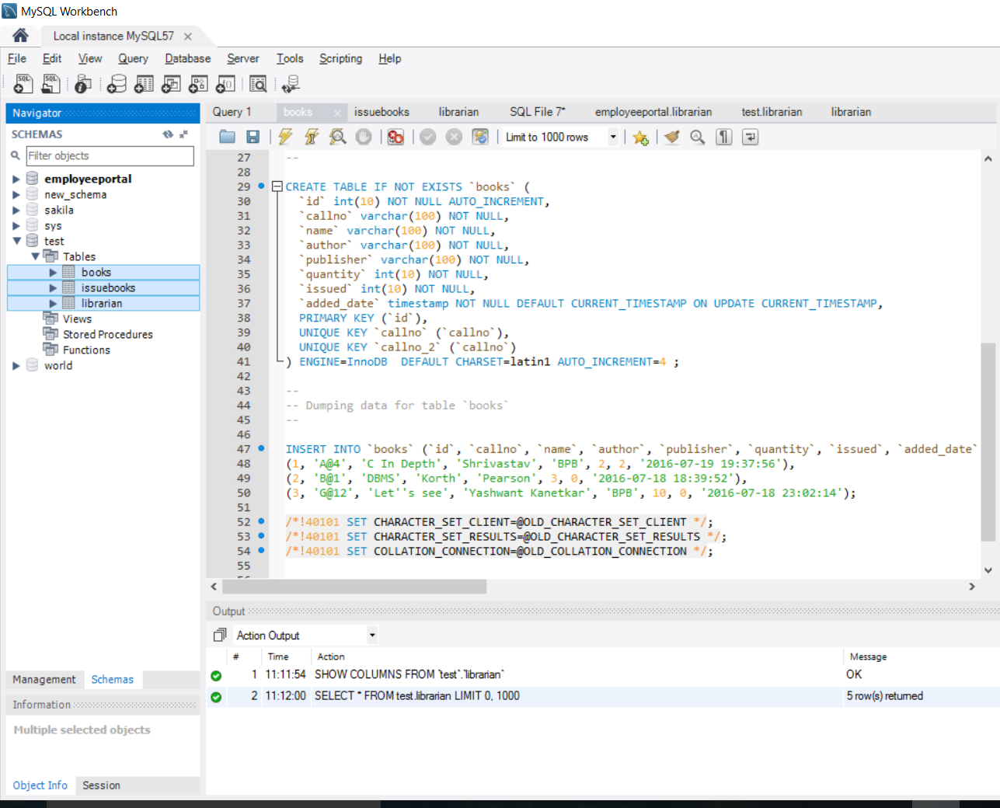 MySQL Workbench
Local instance MySQL57
File Edit View Query Database Server Tools Scripting Help
Navigator
SCHEMAS
Filter objects
employeeportal
new_schema
sakila
sys
test
Tables
books
issuebooks
librarian
Views
Stored Procedures
Functions
world
Management Schemas
Information
Multiple selected objects
Object Info Session
Query 1 books issuebooks librarian SQL File 7* employeeportal.librarian test.librarian librarian
Limit to 1000 rows
27 --
28
29 CREATE TABLE IF NOT EXISTS `books` (
30 `id` int(10) NOT NULL AUTO_INCREMENT,
31 `callno` varchar(100) NOT NULL,
32 `name` varchar(100) NOT NULL,
33 `author` varchar(100) NOT NULL,
34 `publisher` varchar(100) NOT NULL,
35 `quantity` int(10) NOT NULL,
36 `issued` int(10) NOT NULL,
37 `added_date` timestamp NOT NULL DEFAULT CURRENT_TIMESTAMP ON UPDATE CURRENT_TIMESTAMP,
38 PRIMARY KEY (`id`),
39 UNIQUE KEY `callno` (`callno`),
40 UNIQUE KEY `callno_2` (`callno`)
41 ) ENGINE=InnoDB  DEFAULT CHARSET=latin1 AUTO_INCREMENT=4 ;
42
43 --
44 -- Dumping data for table `books`
45 --
46
47 INSERT INTO `books` (`id`, `callno`, `name`, `author`, `publisher`, `quantity`, `issued`, `added_date`
48 (1, 'A@4', 'C In Depth', 'Shrivastav', 'BPB', 2, 2, '2016-07-19 19:37:56'),
49 (2, 'B@1', 'DBMS', 'Korth', 'Pearson', 3, 0, '2016-07-18 18:39:52'),
50 (3, 'G@12', 'Let''s see', 'Yashwant Kanetkar', 'BPB', 10, 0, '2016-07-18 23:02:14');
51
52 /*!40101 SET CHARACTER_SET_CLIENT=@OLD_CHARACTER_SET_CLIENT */;
53 /*!40101 SET CHARACTER_SET_RESULTS=@OLD_CHARACTER_SET_RESULTS */;
54 /*!40101 SET COLLATION_CONNECTION=@OLD_COLLATION_CONNECTION */;
55
Output
Action Output
# Time Action Message
1 11:11:54 SHOW COLUMNS FROM `test`.`librarian` OK
2 11:12:00 SELECT * FROM test.librarian LIMIT 0, 1000 5 row(s) returned